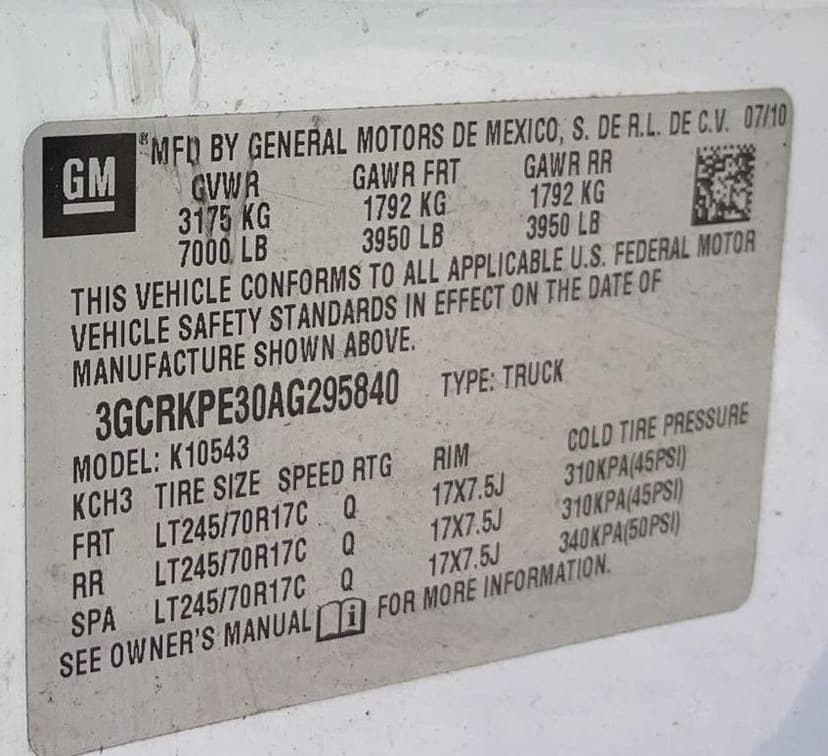 GM ® MFD BY GENERAL MOTORS DE MEXICO, S. DE R.L. DE C.V. 07/10
GVWR GAWR FRT GAWR RR
3175 KG 1792 KG 1792 KG
7000 LB 3950 LB 3950 LB
THIS VEHICLE CONFORMS TO ALL APPLICABLE U.S. FEDERAL MOTOR
VEHICLE SAFETY STANDARDS IN EFFECT ON THE DATE OF
MANUFACTURE SHOWN ABOVE.
3GCRKPE30AG295840 TYPE: TRUCK
MODEL: K10543
KCH3 TIRE SIZE SPEED RTG RIM COLD TIRE PRESSURE
FRT LT245/70R17C Q 17X7.5J 310KPA(45PSI)
RR LT245/70R17C Q 17X7.5J 310KPA(45PSI)
SPA LT245/70R17C Q 17X7.5J 340KPA(50PSI)
SEE OWNER'S MANUAL i FOR MORE INFORMATION.